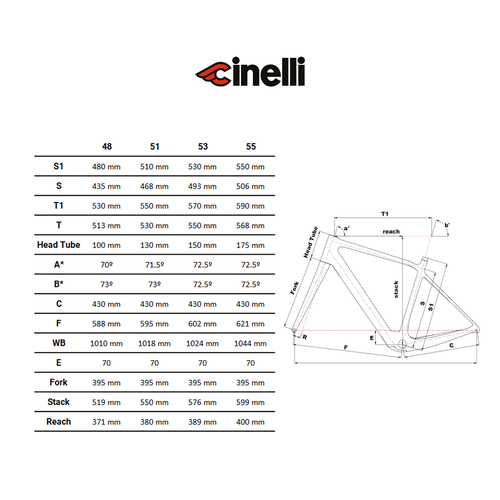 Cinelli
48 51 53 55
S1 480 mm 510 mm 530 mm 550 mm
S 435 mm 468 mm 493 mm 506 mm
T1 530 mm 550 mm 570 mm 590 mm
T 513 mm 530 mm 550 mm 568 mm
Head Tube 100 mm 130 mm 150 mm 175 mm
A* 70º 71.5º 72.5º 72.5º
B* 73º 73º 72.5º 72.5º
C 430 mm 430 mm 430 mm 430 mm
F 588 mm 595 mm 602 mm 621 mm
WB 1010 mm 1018 mm 1024 mm 1044 mm
E 70 70 70 70
Fork 395 mm 395 mm 395 mm 395 mm
Stack 519 mm 550 mm 576 mm 599 mm
Reach 371 mm 380 mm 389 mm 400 mm
T1
a°
reach
b°
Head Tube
stack
Fork
S
S1
R
E
F
C